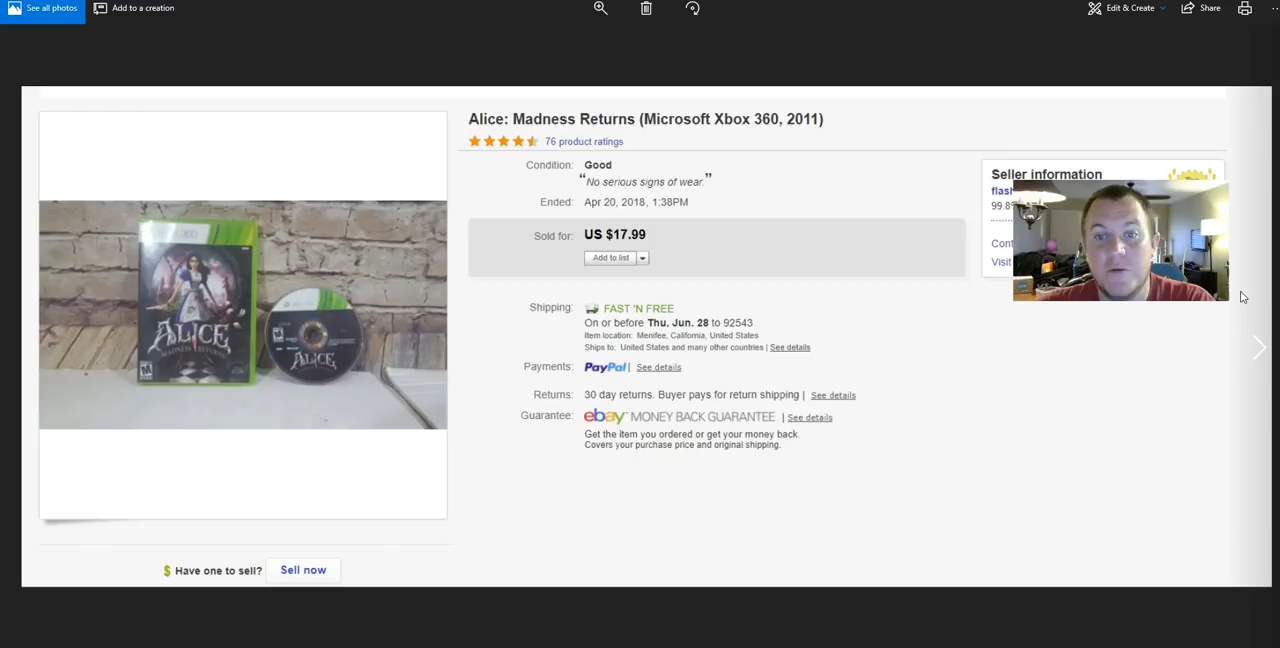 See all photos
Add to a creation
Edit & Create
Share
Alice: Madness Returns (Microsoft Xbox 360, 2011)
76 product ratings
Condition: Good
"No serious signs of wear."
Ended: Apr 20, 2018, 1:38PM
Sold for: US $17.99
Add to list
Shipping: FAST 'N FREE
On or before Thu. Jun. 28 to 92543
Item location: Menifee, California, United States
Ships to: United States and many other countries | See details
Payments: PayPal | See details
Returns: 30 day returns. Buyer pays for return shipping | See details
Guarantee: ebay MONEY BACK GUARANTEE | See details
Get the item you ordered or get your money back.
Covers your purchase price and original shipping.
Seller information
flash
99.8%
Cont
Visit
ALICE
MADNESS RETURNS
ALICE
$ Have one to sell? Sell now